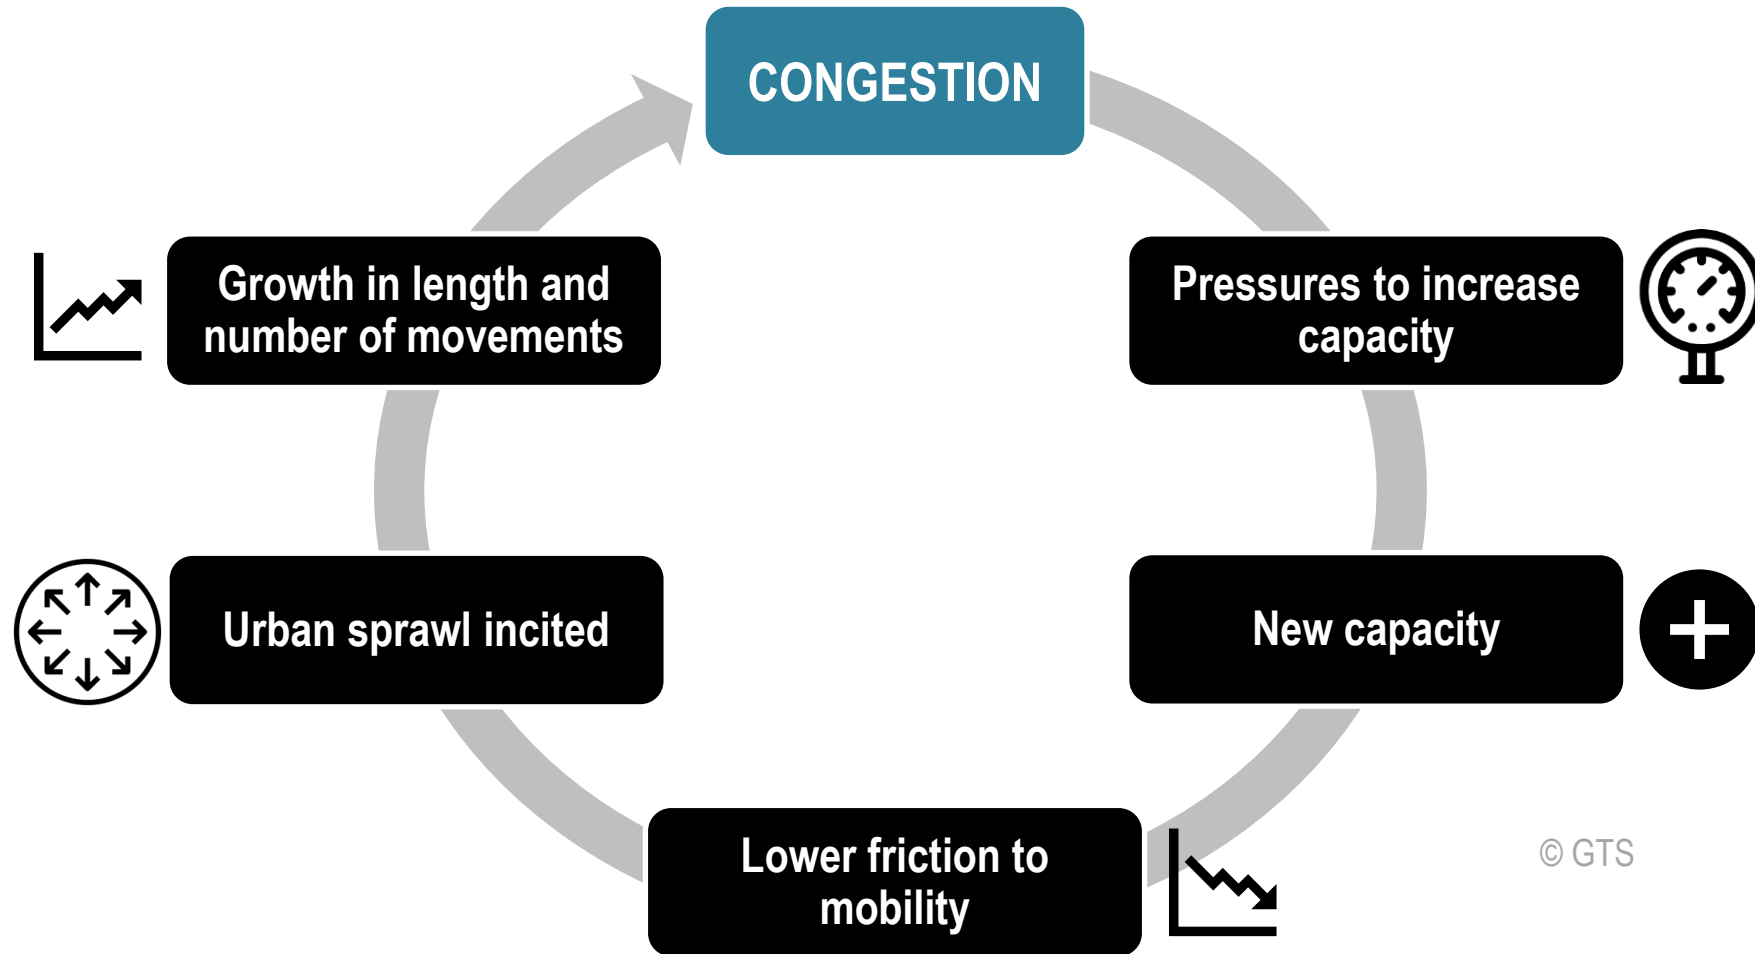 CONGESTION
Pressures to increase
capacity
New capacity
Lower friction to
mobility
Urban sprawl incited
Growth in length and
number of movements
© GTS